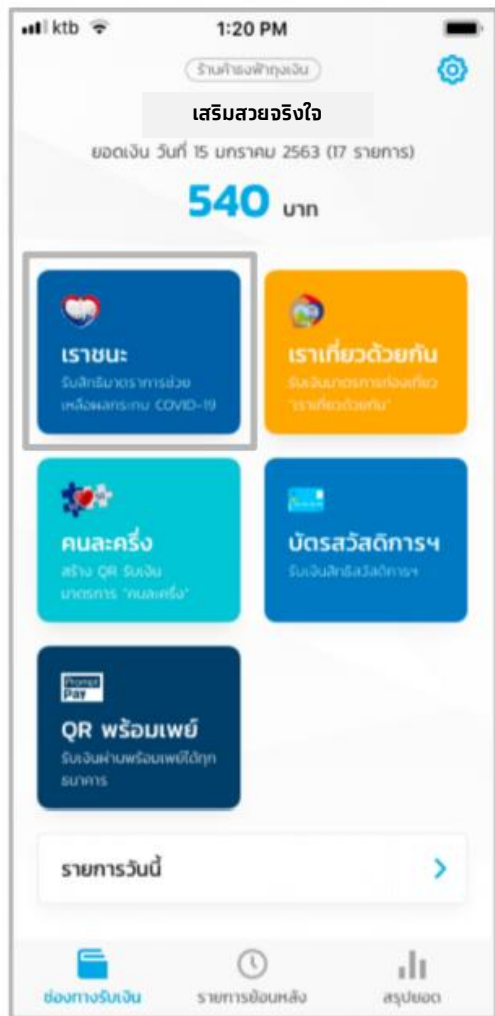 ktb
1:20 PM
ร้านค้าธงฟ้าถุงเงิน
เสริมสวยจริงใจ
ยอดเงิน วันที่ 15 มกราคม 2563 (17 รายการ)
540 บาท
เราชนะ
รับสิทธิมาตราการช่วย
เหลือผลกระทบ COVID-19
เราเที่ยวด้วยกัน
รับเงินมาตรการท่องเที่ยว
"เราเที่ยวด้วยกัน"
คนละครึ่ง
สร้าง QR รับเงิน
มาตรการ "คนละครึ่ง"
บัตรสวัสดิการฯ
รับเงินสิทธิสวัสดิการฯ
Prompt
Pay
QR พร้อมเพย์
รับเงินผ่านพร้อมเพย์ได้ทุก
ธนาคาร
รายการวันนี้
ช่องทางรับเงิน
รายการย้อนหลัง
สรุปยอด